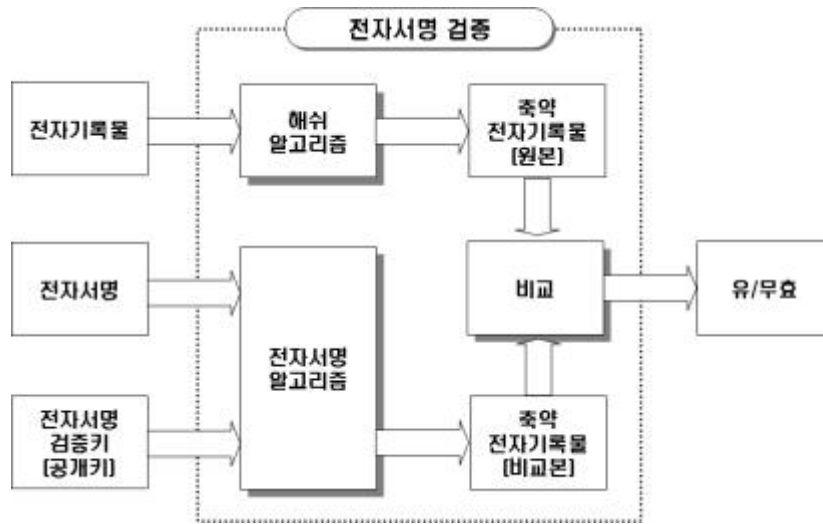 전자서명 검증
전자기록물
해쉬
알고리즘
축약
전자기록물
(원본)
전자서명
전자서명
알고리즘
비교
유/무효
전자서명
검증키
(공개키)
축약
전자기록물
(비교본)